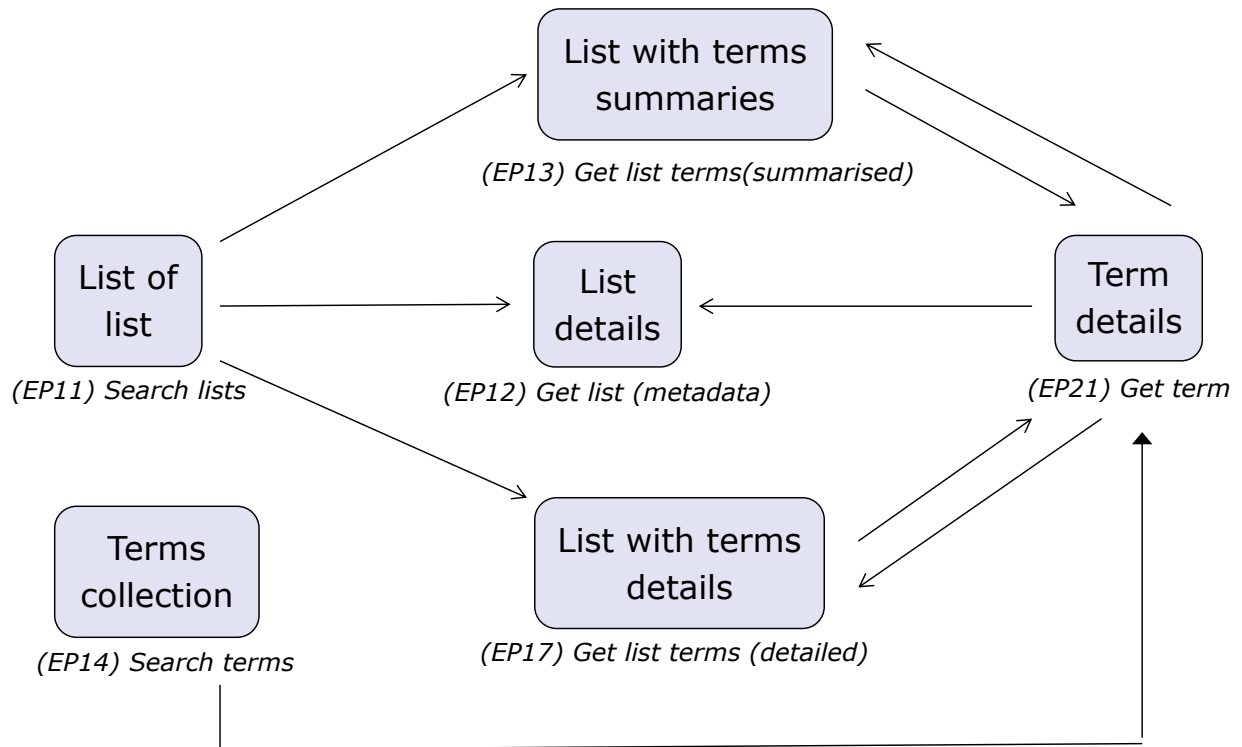 List with terms
summaries
(EP13) Get list terms(summarised)
List of
list
(EP11) Search lists
List
details
(EP12) Get list (metadata)
Term
details
(EP21) Get term
Terms
collection
(EP14) Search terms
List with terms
details
(EP17) Get list terms (detailed)